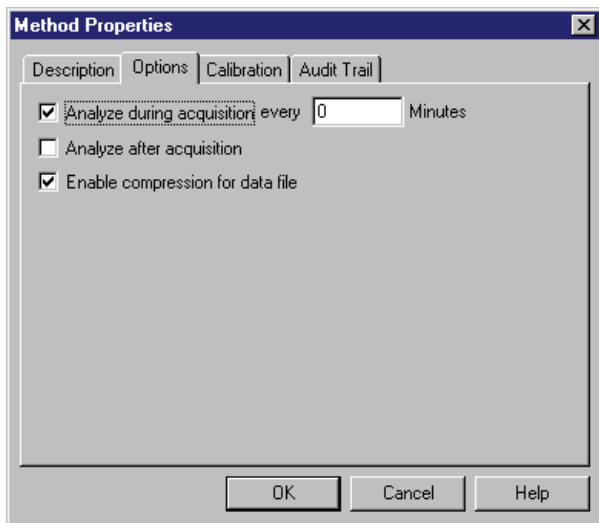 Method Properties
Description Options Calibration Audit Trail
Analyze during acquisition every 0 Minutes
Analyze after acquisition
Enable compression for data file
OK Cancel Help